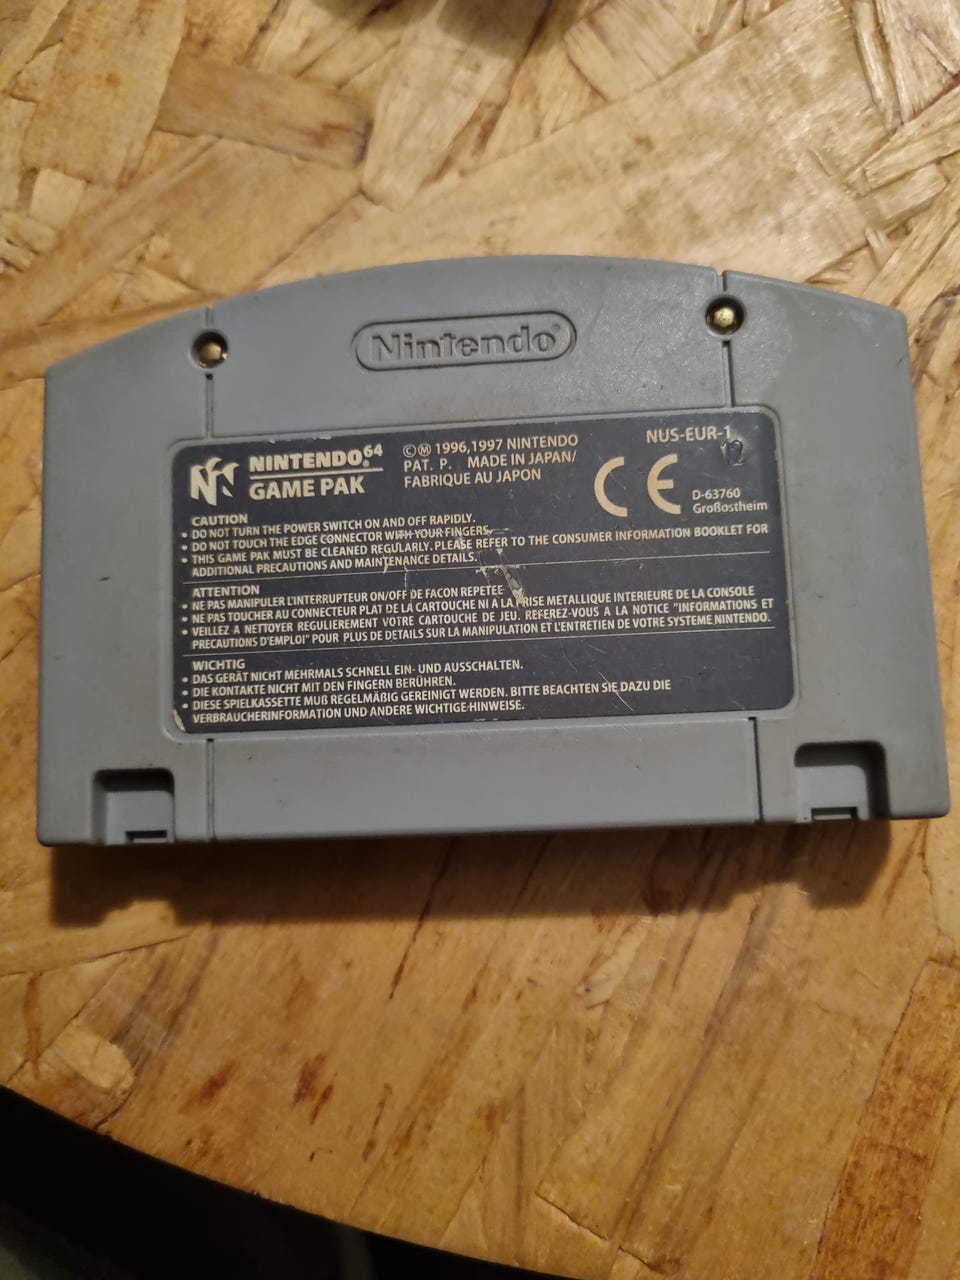 Nintendo®
NINTENDO⁶⁴®
GAME PAK
©Ⓜ 1996,1997 NINTENDO
PAT. P. MADE IN JAPAN/
FABRIQUE AU JAPON
NUS-EUR-1
12
CE
D-63760
Großostheim
CAUTION
• DO NOT TURN THE POWER SWITCH ON AND OFF RAPIDLY.
• DO NOT TOUCH THE EDGE CONNECTOR WITH YOUR FINGERS.
• THIS GAME PAK MUST BE CLEANED REGULARLY. PLEASE REFER TO THE CONSUMER INFORMATION BOOKLET FOR
ADDITIONAL PRECAUTIONS AND MAINTENANCE DETAILS.
ATTENTION
• NE PAS MANIPULER L'INTERRUPTEUR ON/OFF DE FACON REPETEE
• NE PAS TOUCHER AU CONNECTEUR PLAT DE LA CARTOUCHE NI A LA PRISE METALLIQUE INTERIEURE DE LA CONSOLE
• VEILLEZ A NETTOYER REGULIEREMENT VOTRE CARTOUCHE DE JEU. REFEREZ-VOUS A LA NOTICE "INFORMATIONS ET
PRECAUTIONS D'EMPLOI" POUR PLUS DE DETAILS SUR LA MANIPULATION ET L'ENTRETIEN DE VOTRE SYSTEME NINTENDO.
WICHTIG
• DAS GERÄT NICHT MEHRMALS SCHNELL EIN- UND AUSSCHALTEN.
• DIE KONTAKTE NICHT MIT DEN FINGERN BERÜHREN.
• DIESE SPIELKASSETTE MUß REGELMÄßIG GEREINIGT WERDEN. BITTE BEACHTEN SIE DAZU DIE
VERBRAUCHERINFORMATION UND ANDERE WICHTIGE HINWEISE.